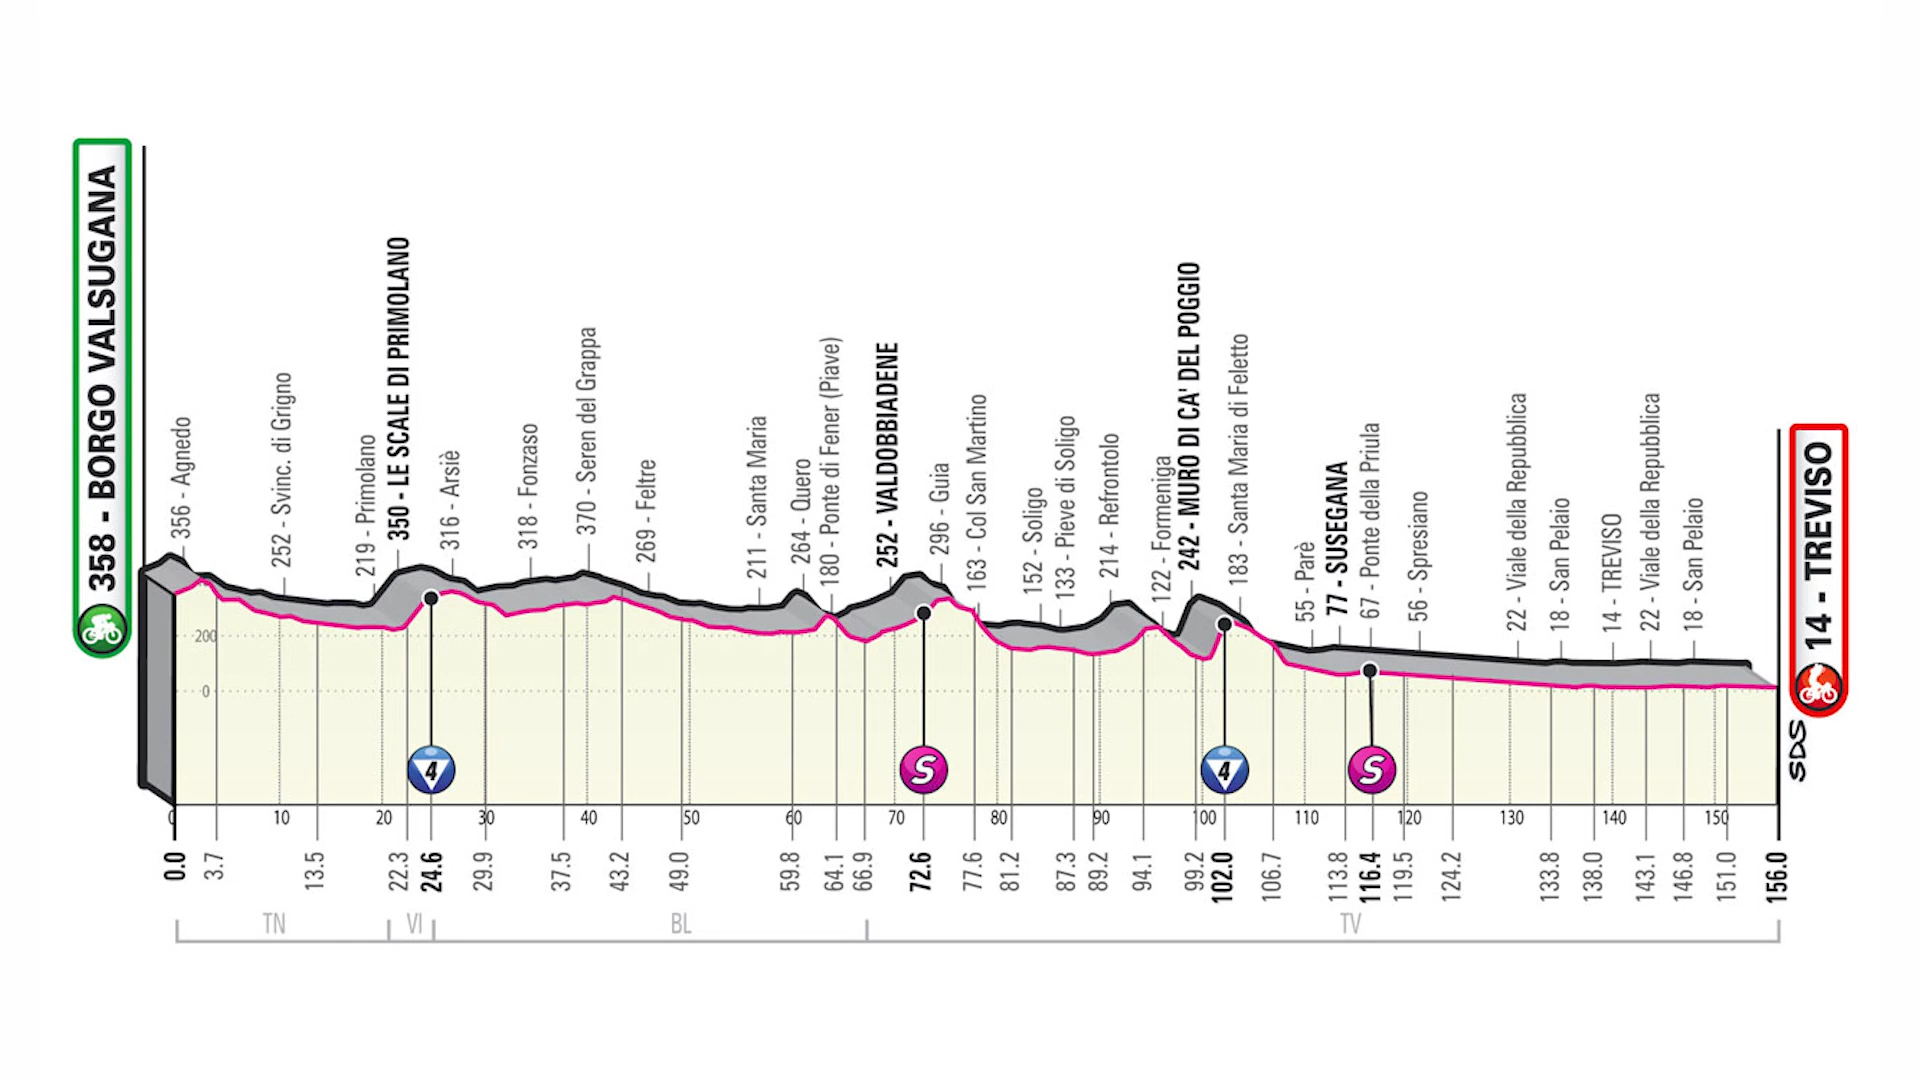 358 - BORGO VALSUGANA
356 - Agnedo
252 - Svinc. di Grigno
219 - Primolano
350 - LE SCALE DI PRIMOLANO
316 - Arsiè
318 - Fonzaso
370 - Seren del Grappa
269 - Feltre
211 - Santa Maria
264 - Quero
180 - Ponte di Fener (Piave)
252 - VALDOBBIADENE
296 - Guia
163 - Col San Martino
152 - Soligo
133 - Pieve di Soligo
214 - Refrontolo
122 - Formeniga
242 - MURO DI CA' DEL POGGIO
183 - Santa Maria di Feletto
55 - Parè
77 - SUSEGANA
67 - Ponte della Priula
56 - Spresiano
22 - Viale della Repubblica
18 - San Pelaio
14 - TREVISO
22 - Viale della Repubblica
18 - San Pelaio
14 - TREVISO
200
0
4
S
4
S
SDS
0 10 20 30 40 50 60 70 80 90 100 110 120 130 140 150
0.0 3.7 13.5 22.3 24.6 29.9 37.5 43.2 49.0 59.8 64.1 66.9 72.6 77.6 81.2 87.3 89.2 94.1 99.2 102.0 106.7 113.8 116.4 119.5 124.2 133.8 138.0 143.1 146.8 151.0 156.0
TN VI BL TV